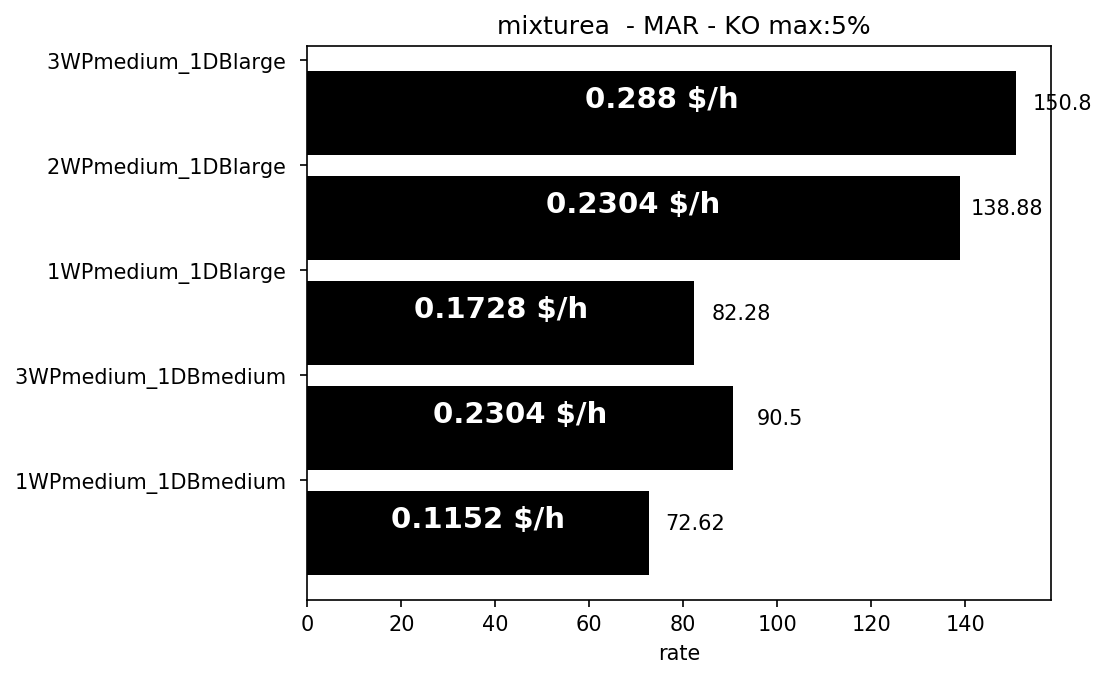 mixturea  - MAR - KO max:5%
3WPmedium_1DBlarge
0.288 $/h
150.8
2WPmedium_1DBlarge
0.2304 $/h
138.88
1WPmedium_1DBlarge
0.1728 $/h
82.28
3WPmedium_1DBmedium
0.2304 $/h
90.5
1WPmedium_1DBmedium
0.1152 $/h
72.62
0 20 40 60 80 100 120 140
rate